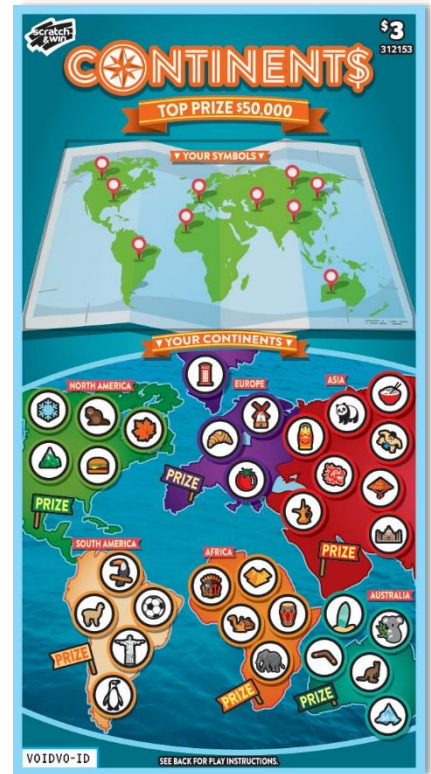 Scratch
&WIN
$3
312153
CONTINENT$
TOP PRIZE $50,000
▼ YOUR SYMBOLS ▼
▼ YOUR CONTINENTS ▼
NORTH AMERICA
EUROPE
ASIA
PRIZE
PRIZE
PRIZE
SOUTH AMERICA
AFRICA
AUSTRALIA
PRIZE
PRIZE
PRIZE
VOIDVO-ID
SEE BACK FOR PLAY INSTRUCTIONS.